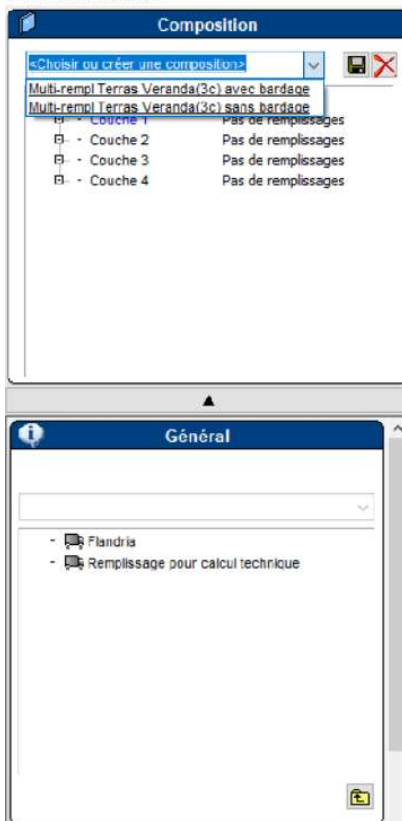 Composition
<Choisir ou créer une composition>
Multi-rempl Terras Veranda(3c) avec bardage
Multi-rempl Terras Veranda(3c) sans bardage
- Couche 1 Pas de remplissages
- Couche 2 Pas de remplissages
- Couche 3 Pas de remplissages
- Couche 4 Pas de remplissages
Général
- Flandria
- Remplissage pour calcul technique